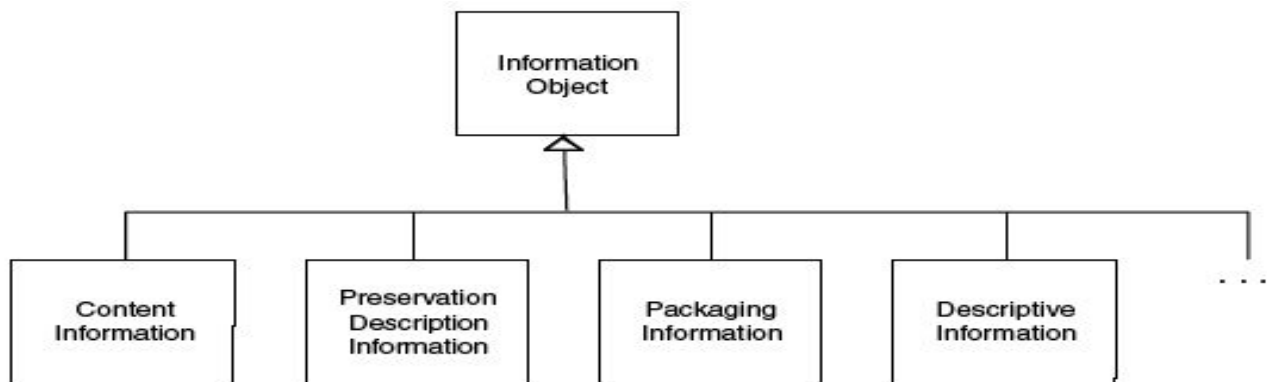 Information
Object
Content
Information
Preservation
Description
Information
Packaging
Information
Descriptive
Information
. . .